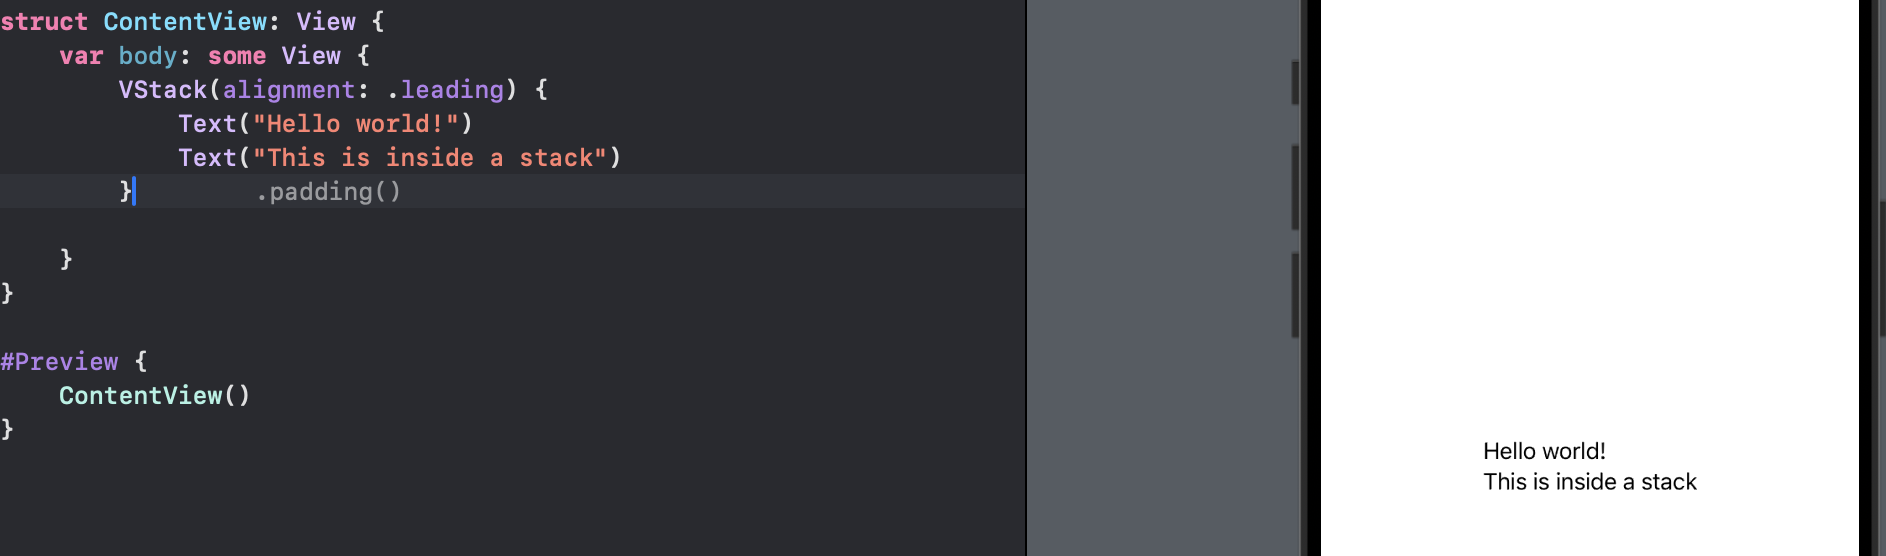 struct ContentView: View {
    var body: some View {
        VStack(alignment: .leading) {
            Text("Hello world!")
            Text("This is inside a stack")
        }        .padding()
    }
}
#Preview {
    ContentView()
}
Hello world!
This is inside a stack